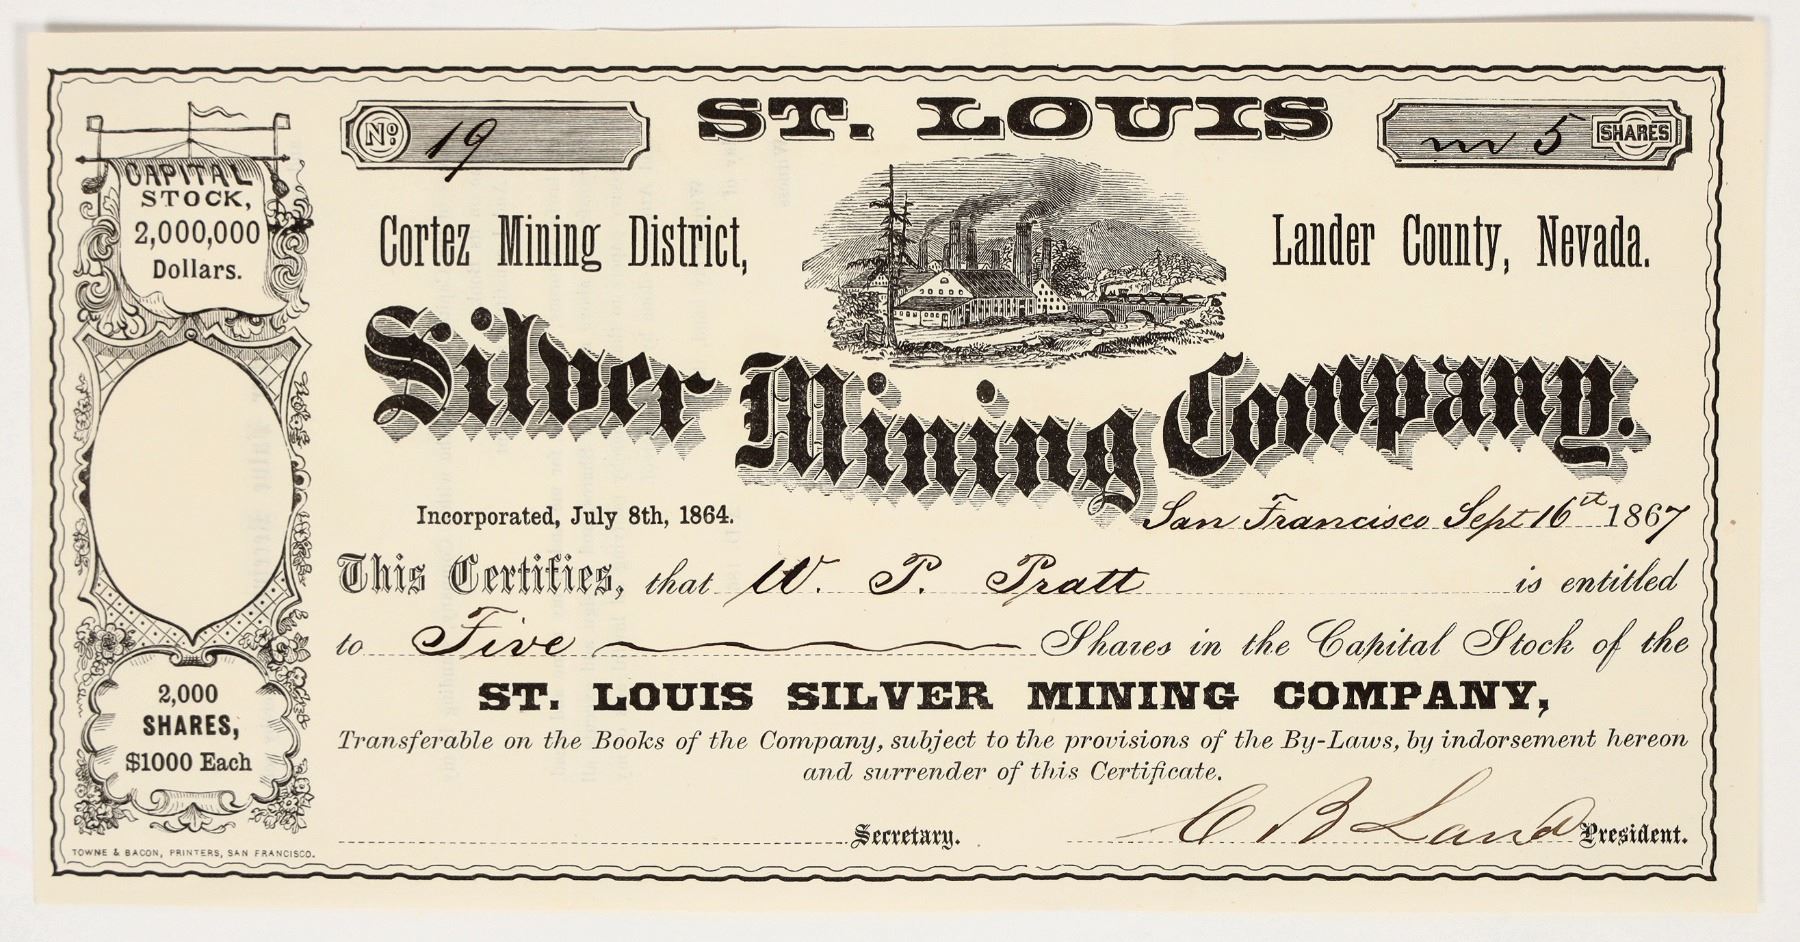 No. 19
ST. LOUIS
5 SHARES
CAPITAL
STOCK,
2,000,000
Dollars.
Cortez Mining District,
Lander County, Nevada.
Silver Mining Company.
Incorporated, July 8th, 1864.
San Francisco Sept 16th 1867
This Certifies, that W. P. Pratt is entitled
to Five Shares in the Capital Stock of the
ST. LOUIS SILVER MINING COMPANY,
Transferable on the Books of the Company, subject to the provisions of the By-Laws, by indorsement hereon
and surrender of this Certificate.
2,000
SHARES,
$1000 Each
Secretary.
C B Land President.
TOWNE & BACON, PRINTERS, SAN FRANCISCO.